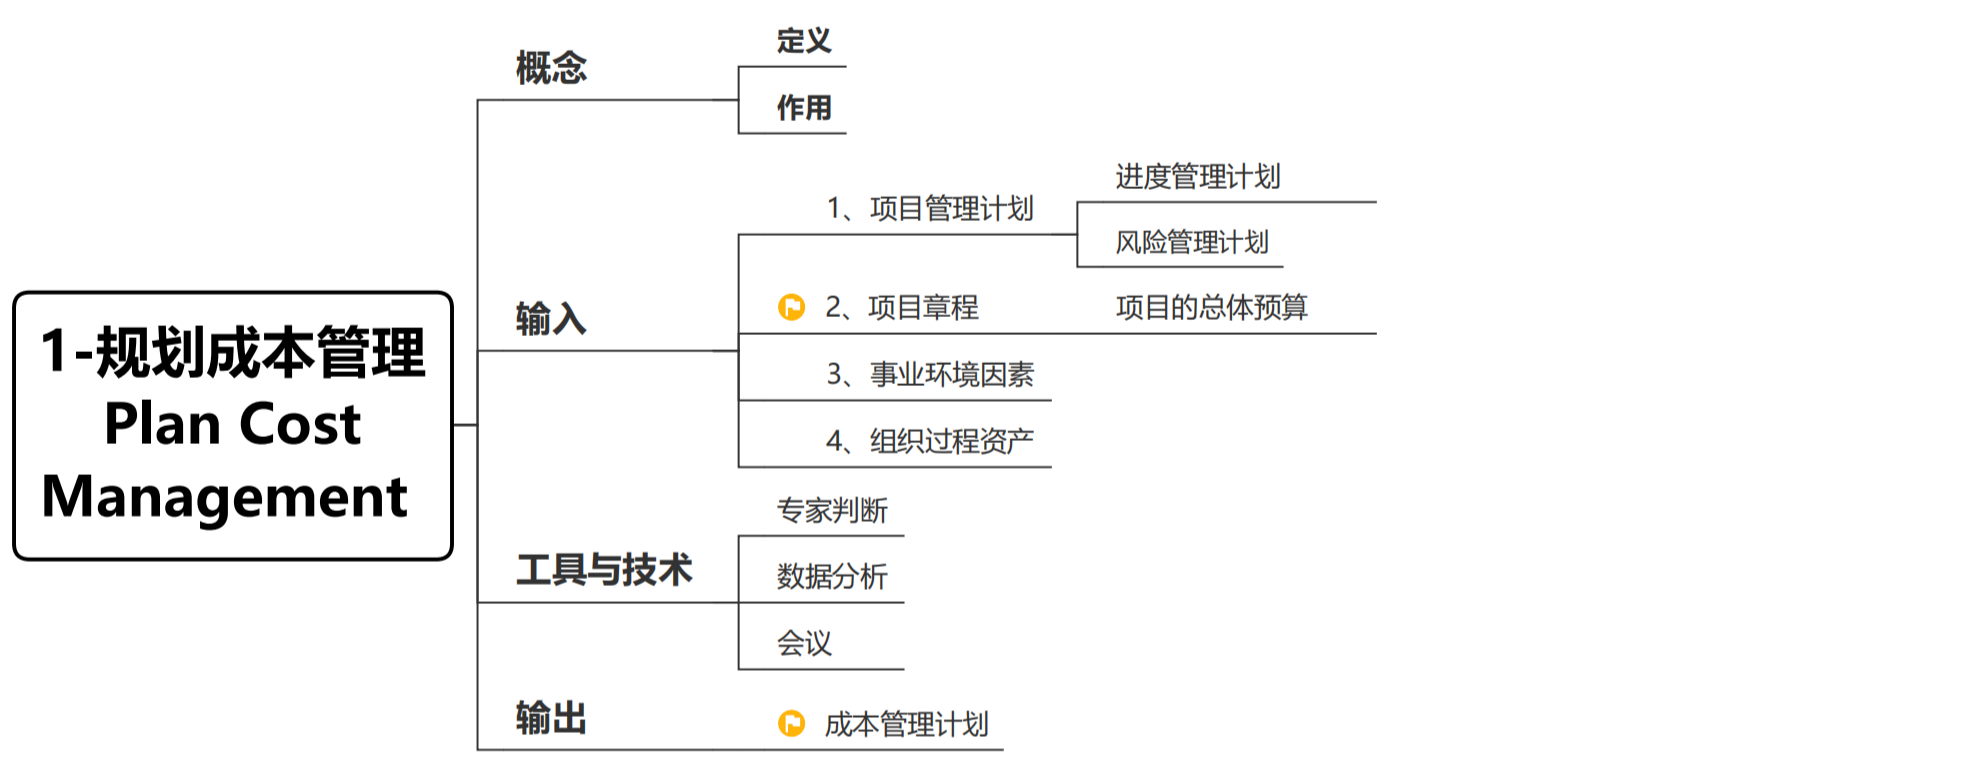 1-规划成本管理
Plan Cost
Management
概念
定义
作用
输入
1、项目管理计划
进度管理计划
风险管理计划
2、项目章程
项目的总体预算
3、事业环境因素
4、组织过程资产
工具与技术
专家判断
数据分析
会议
输出
成本管理计划